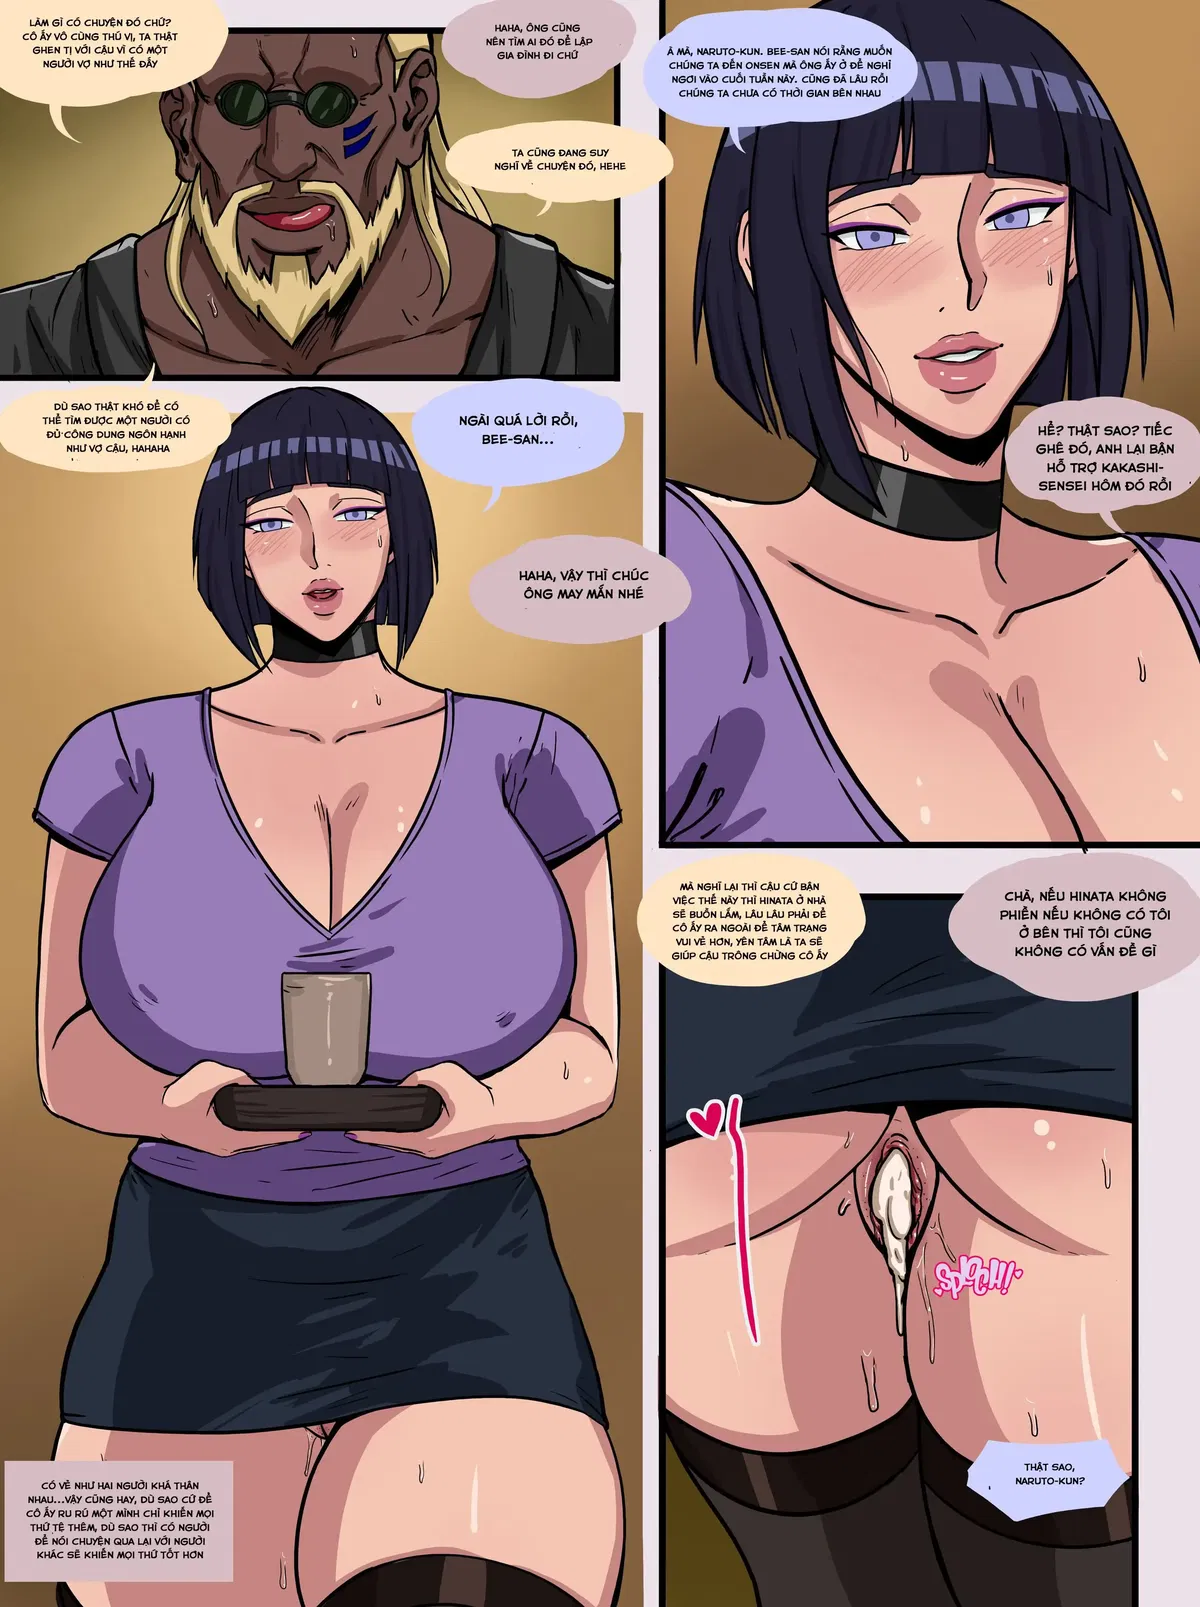 LÀM GÌ CÓ CHUYỆN ĐÓ CHỨ?
CÔ ẤY VÔ CÙNG THÚ VỊ, TA THẬT
GHEN TỊ VỚI CẬU VÌ CÓ MỘT
NGƯỜI VỢ NHƯ THẾ ĐẤY
HAHA, ÔNG CŨNG
NÊN TÌM AI ĐÓ ĐỂ LẬP
GIA ĐÌNH ĐI CHỨ
TA CŨNG ĐANG SUY
NGHĨ VỀ CHUYỆN ĐÓ, HEHE
DÙ SAO THẬT KHÓ ĐỂ CÓ
THỂ TÌM ĐƯỢC MỘT NGƯỜI CÓ
ĐỦ CÔNG DUNG NGÔN HẠNH
NHƯ VỢ CẬU, HAHAHA
NGÀI QUÁ LỜI RỒI,
BEE-SAN...
HAHA, VẬY THÌ CHÚC
ÔNG MAY MẮN NHÉ
CÓ VẺ NHƯ HAI NGƯỜI KHÁ THÂN
NHAU...VẬY CŨNG HAY, DÙ SAO CỨ ĐỂ
CÔ ẤY RU RÚ MỘT MÌNH CHỈ KHIẾN MỌI
THỨ TỆ THÊM, DÙ SAO THÌ CÓ NGƯỜI
ĐỂ NÓI CHUYỆN QUA LẠI VỚI NGƯỜI
KHÁC SẼ KHIẾN MỌI THỨ TỐT HƠN
À MÀ, NARUTO-KUN. BEE-SAN NÓI RẰNG MUỐN
CHÚNG TA ĐẾN ONSEN MÀ ÔNG ẤY Ở ĐỂ NGHỈ
NGƠI VÀO CUỐI TUẦN NÀY. CŨNG ĐÃ LÂU RỒI
CHÚNG TA CHƯA CÓ THỜI GIAN BÊN NHAU
HỂ? THẬT SAO? TIẾC
GHÊ ĐÓ, ANH LẠI BẬN
HỖ TRỢ KAKASHI-
SENSEI HÔM ĐÓ RỒI
MÀ NGHĨ LẠI THÌ CẬU CỨ BẬN
VIỆC THẾ NÀY THÌ HINATA Ở NHÀ
SẼ BUỒN LẮM, LÂU LÂU PHẢI ĐỂ
CÔ ẤY RA NGOÀI ĐỂ TÂM TRẠNG
VUI VẺ HƠN, YÊN TÂM LÀ TA SẼ
GIÚP CẬU TRÔNG CHỪNG CÔ ẤY
CHÀ, NẾU HINATA KHÔNG
PHIỀN NẾU KHÔNG CÓ TÔI
Ở BÊN THÌ TÔI CŨNG
KHÔNG CÓ VẤN ĐỀ GÌ
SPLOCH!
THẬT SAO,
NARUTO-KUN?